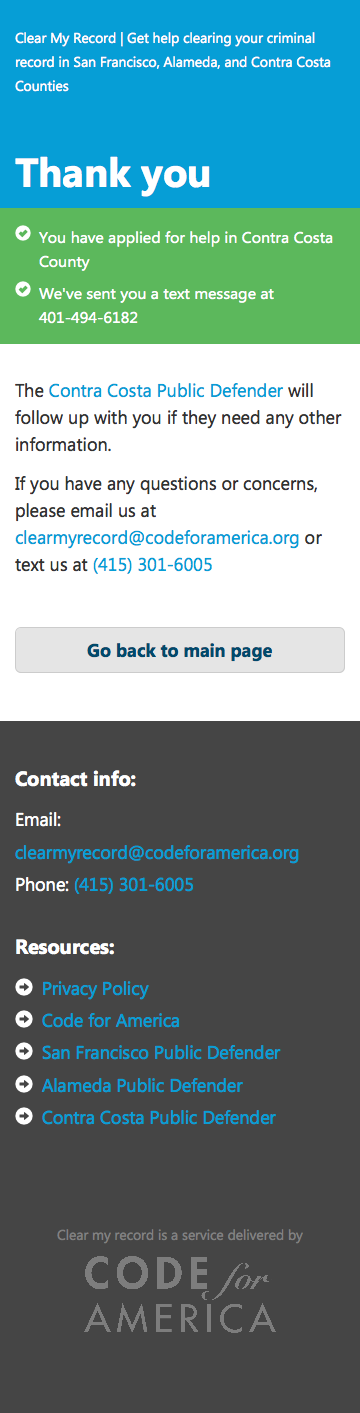 Clear My Record | Get help clearing your criminal
record in San Francisco, Alameda, and Contra Costa
Counties
Thank you
You have applied for help in Contra Costa
County
We've sent you a text message at
401-494-6182
The Contra Costa Public Defender will
follow up with you if they need any other
information.
If you have any questions or concerns,
please email us at
clearmyrecord@codeforamerica.org or
text us at (415) 301-6005
Go back to main page
Contact info:
Email:
clearmyrecord@codeforamerica.org
Phone: (415) 301-6005
Resources:
Privacy Policy
Code for America
San Francisco Public Defender
Alameda Public Defender
Contra Costa Public Defender
Clear my record is a service delivered by
CODE for
AMERICA